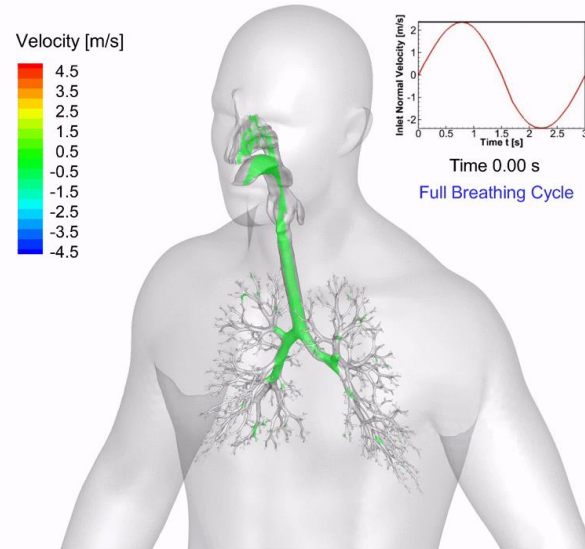 Velocity [m/s]
4.5
3.5
2.5
1.5
0.5
-0.5
-1.5
-2.5
-3.5
-4.5
Inlet Normal Velocity [m/s]
2
1
0
-1
-2
0 0.5 1 1.5 2 2.5 3
Time t [s]
Time 0.00 s
Full Breathing Cycle